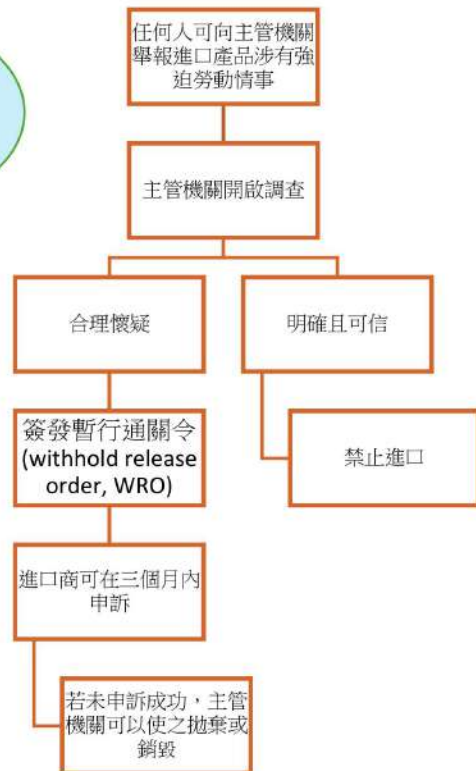 任何人可向主管機關
舉報進口產品涉有強
迫勞動情事
主管機關開啟調查
合理懷疑
明確且可信
簽發暫行通關令
(withhold release
order, WRO)
禁止進口
進口商可在三個月內
申訴
若未申訴成功，主管
機關可以使之拋棄或
銷毀